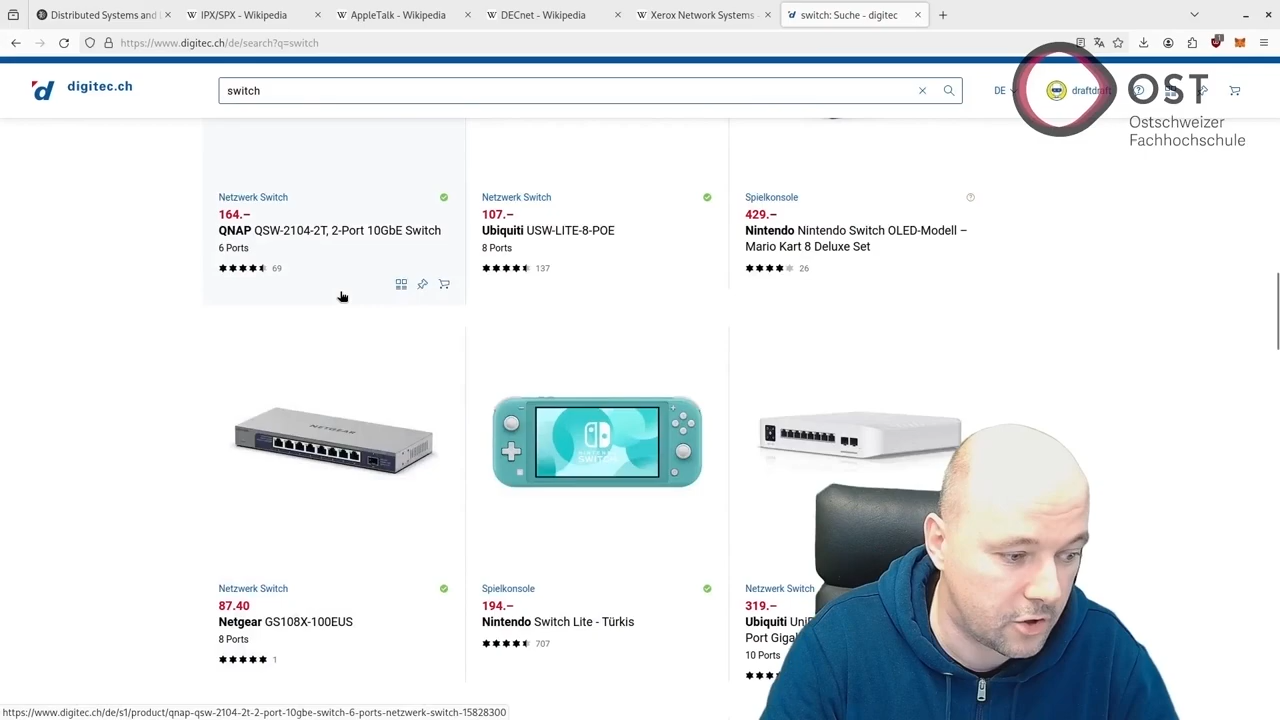 Distributed Systems and
IPX/SPX - Wikipedia
AppleTalk - Wikipedia
DECnet - Wikipedia
Xerox Network Systems
switch: Suche - digitec
https://www.digitec.ch/de/search?q=switch
digitec.ch
switch
DE
draftdraft
OST
Ostschweizer
Fachhochschule
Netzwerk Switch
164.–
QNAP QSW-2104-2T, 2-Port 10GbE Switch
6 Ports
69
Netzwerk Switch
107.–
Ubiquiti USW-LITE-8-POE
8 Ports
137
Spielkonsole
429.–
Nintendo Nintendo Switch OLED-Modell –
Mario Kart 8 Deluxe Set
26
NETGEAR
SWITCH
Netzwerk Switch
87.40
Netgear GS108X-100EUS
8 Ports
1
Spielkonsole
194.–
Nintendo Switch Lite - Türkis
707
Netzwerk Switch
319.–
Ubiquiti
Port
10 Ports
https://www.digitec.ch/de/s1/product/qnap-qsw-2104-2t-2-port-10gbe-switch-6-ports-netzwerk-switch-15828300